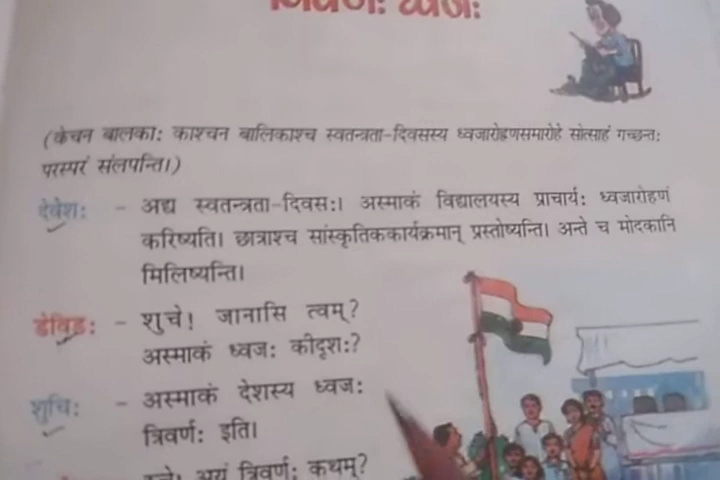 ध्वजः
(केचन बालकाः काश्चन बालिकाश्च स्वतन्त्रता-दिवसस्य ध्वजारोहणसमारोहे सोत्साहं गच्छन्तः
परस्परं संलपन्ति।)
देवेशः - अद्य स्वतन्त्रता-दिवसः। अस्माकं विद्यालयस्य प्राचार्यः ध्वजारोहणं
करिष्यति। छात्राश्च सांस्कृतिककार्यक्रमान् प्रस्तोष्यन्ति। अन्ते च मोदकानि
मिलिष्यन्ति।
डेविडः - शुचे! जानासि त्वम्?
अस्माकं ध्वजः कीदृशः?
शुचिः - अस्माकं देशस्य ध्वजः
त्रिवर्णः इति।
अयं त्रिवर्णः कथम्?